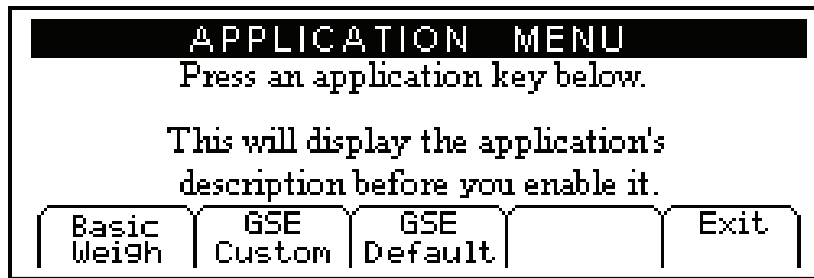 APPLICATION MENU
Press an application key below.
This will display the application's
description before you enable it.
Basic Weigh
GSE Custom
GSE Default
Exit